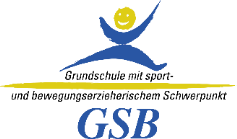 Grundschule mit sport-
und bewegungserzieherischem Schwerpunkt
GSB